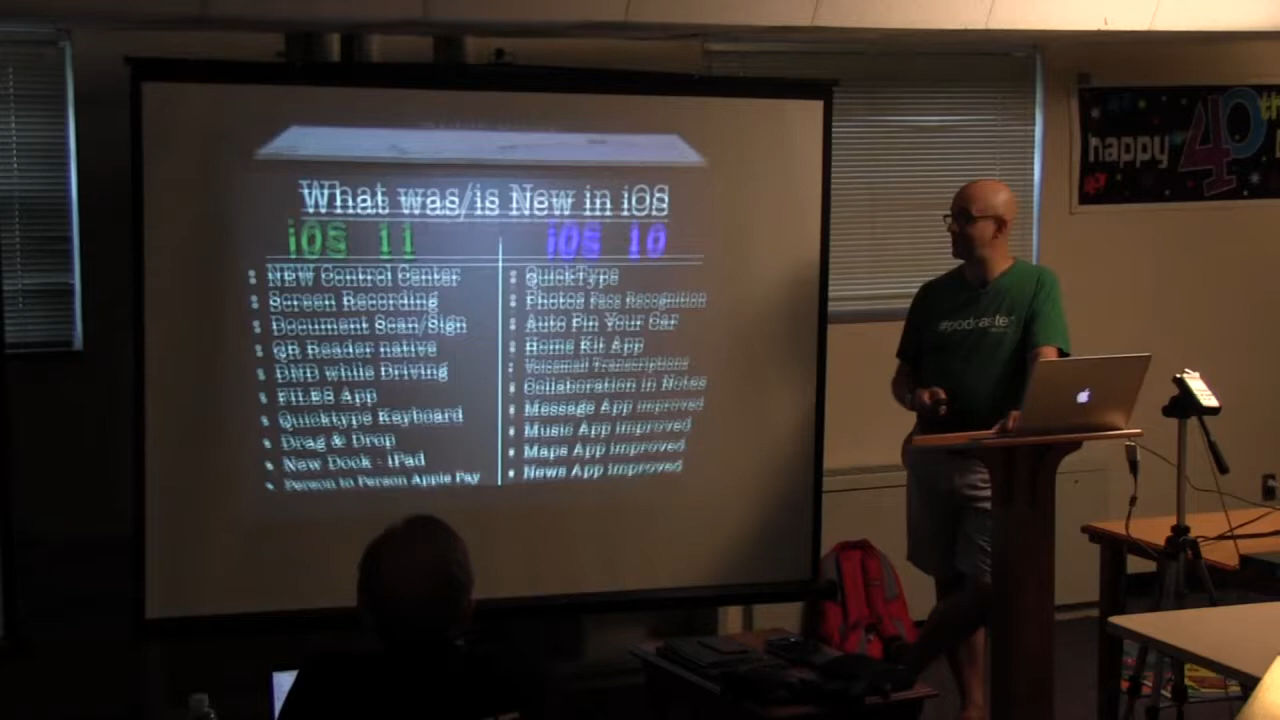 What was/is New in iOS
iOS 11
NEW Control Center
Screen Recording
Document Scan/Sign
QR Reader native
DND while Driving
FILES App
Quicktype Keyboard
Drag & Drop
New Dock - iPad
Person to Person Apple Pay
iOS 10
QuickType
Photos Face Recognition
Auto Pin Your Car
Home Kit App
Voicemail Transcriptions
Collaboration in Notes
Message App improved
Music App improved
Maps App improved
News App improved
#podcaster
happy 40th